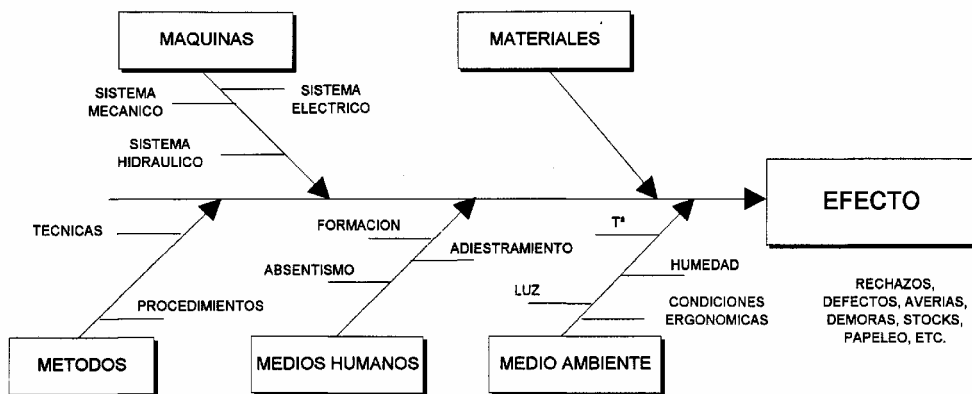 MAQUINAS
MATERIALES
SISTEMA
MECANICO
SISTEMA
ELECTRICO
SISTEMA
HIDRAULICO
EFECTO
TECNICAS
PROCEDIMIENTOS
FORMACION
ADIESTRAMIENTO
ABSENTISMO
Tª
HUMEDAD
LUZ
CONDICIONES
ERGONOMICAS
RECHAZOS,
DEFECTOS, AVERIAS,
DEMORAS, STOCKS,
PAPELEO, ETC.
METODOS
MEDIOS HUMANOS
MEDIO AMBIENTE